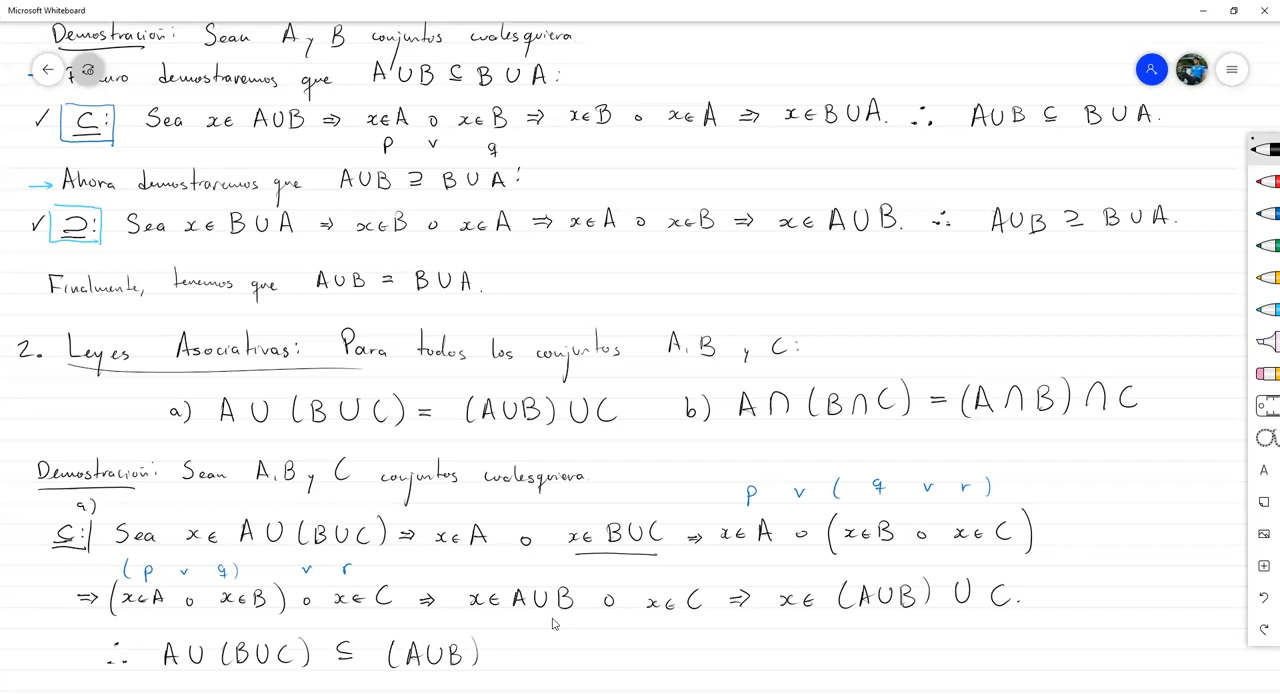 Microsoft Whiteboard
Demostración: Sean A y B conjuntos cualesquiera
demostraremos que A ∪ B ⊆ B ∪ A :
✓ ⊆: Sea x ∈ A ∪ B ⇒ x ∈ A o x ∈ B ⇒ x ∈ B o x ∈ A ⇒ x ∈ B ∪ A. ∴ A ∪ B ⊆ B ∪ A.
p v q
→ Ahora demostraremos que A ∪ B ⊇ B ∪ A :
✓ ⊇: Sea x ∈ B ∪ A ⇒ x ∈ B o x ∈ A ⇒ x ∈ A o x ∈ B ⇒ x ∈ A ∪ B. ∴ A ∪ B ⊇ B ∪ A.
Finalmente, tenemos que A ∪ B = B ∪ A.
2. Leyes Asociativas: Para todos los conjuntos A, B y C:
a) A ∪ (B ∪ C) = (A ∪ B) ∪ C b) A ∩ (B ∩ C) = (A ∩ B) ∩ C
Demostración: Sean A, B y C conjuntos cualesquiera.
a) p v ( q v r )
⊆: Sea x ∈ A ∪ (B ∪ C) ⇒ x ∈ A o x ∈ B ∪ C ⇒ x ∈ A o (x ∈ B o x ∈ C)
( p v q ) v r
⇒ (x ∈ A o x ∈ B) o x ∈ C ⇒ x ∈ A ∪ B o x ∈ C ⇒ x ∈ (A ∪ B) ∪ C.
∴ A ∪ (B ∪ C) ⊆ (A ∪ B)